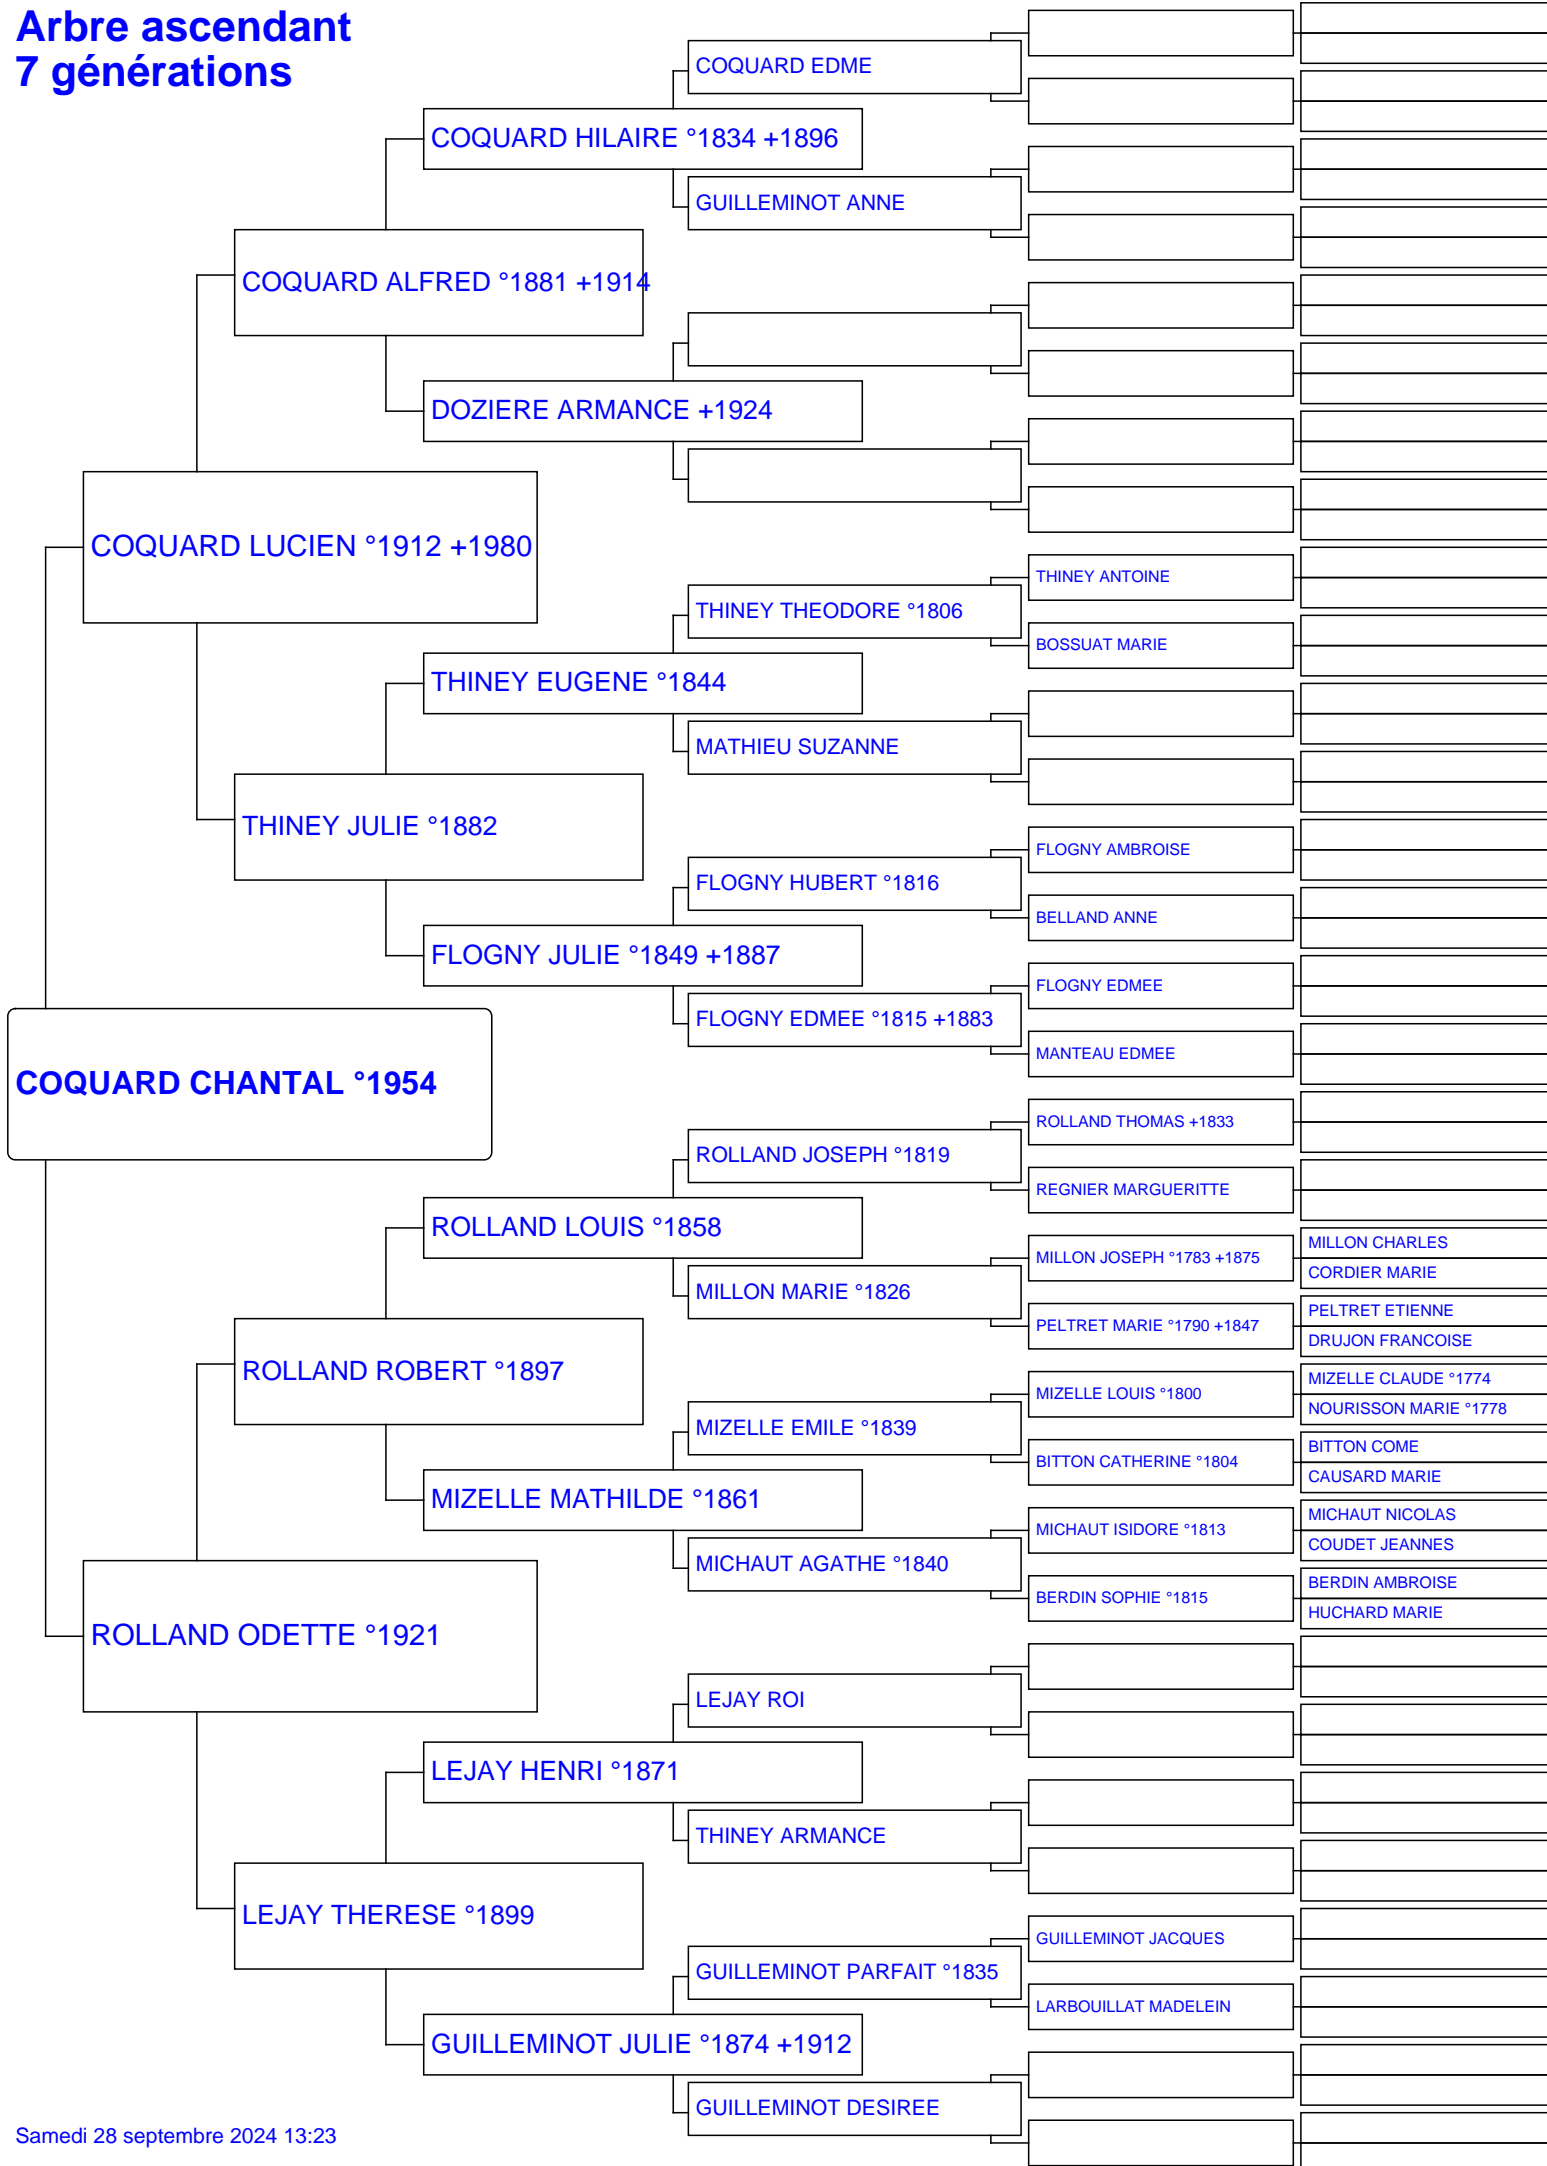 Arbre ascendant
7 générations
COQUARD EDME
COQUARD HILAIRE °1834 +1896
GUILLEMINOT ANNE
COQUARD ALFRED °1881 +1914
DOZIERE ARMANCE +1924
COQUARD LUCIEN °1912 +1980
THINEY ANTOINE
THINEY THEODORE °1806
BOSSUAT MARIE
THINEY EUGENE °1844
MATHIEU SUZANNE
THINEY JULIE °1882
FLOGNY AMBROISE
FLOGNY HUBERT °1816
BELLAND ANNE
FLOGNY JULIE °1849 +1887
FLOGNY EDMEE
FLOGNY EDMEE °1815 +1883
MANTEAU EDMEE
COQUARD CHANTAL °1954
ROLLAND THOMAS +1833
ROLLAND JOSEPH °1819
REGNIER MARGUERITTE
ROLLAND LOUIS °1858
MILLON CHARLES
MILLON JOSEPH °1783 +1875
CORDIER MARIE
MILLON MARIE °1826
PELTRET ETIENNE
PELTRET MARIE °1790 +1847
DRUJON FRANCOISE
ROLLAND ROBERT °1897
MIZELLE CLAUDE °1774
MIZELLE LOUIS °1800
NOURISSON MARIE °1778
MIZELLE EMILE °1839
BITTON COME
BITTON CATHERINE °1804
CAUSARD MARIE
MIZELLE MATHILDE °1861
MICHAUT NICOLAS
MICHAUT ISIDORE °1813
COUDET JEANNES
MICHAUT AGATHE °1840
BERDIN AMBROISE
BERDIN SOPHIE °1815
HUCHARD MARIE
ROLLAND ODETTE °1921
LEJAY ROI
LEJAY HENRI °1871
THINEY ARMANCE
LEJAY THERESE °1899
GUILLEMINOT JACQUES
GUILLEMINOT PARFAIT °1835
LARBOUILLAT MADELEIN
GUILLEMINOT JULIE °1874 +1912
GUILLEMINOT DESIREE
Samedi 28 septembre 2024 13:23